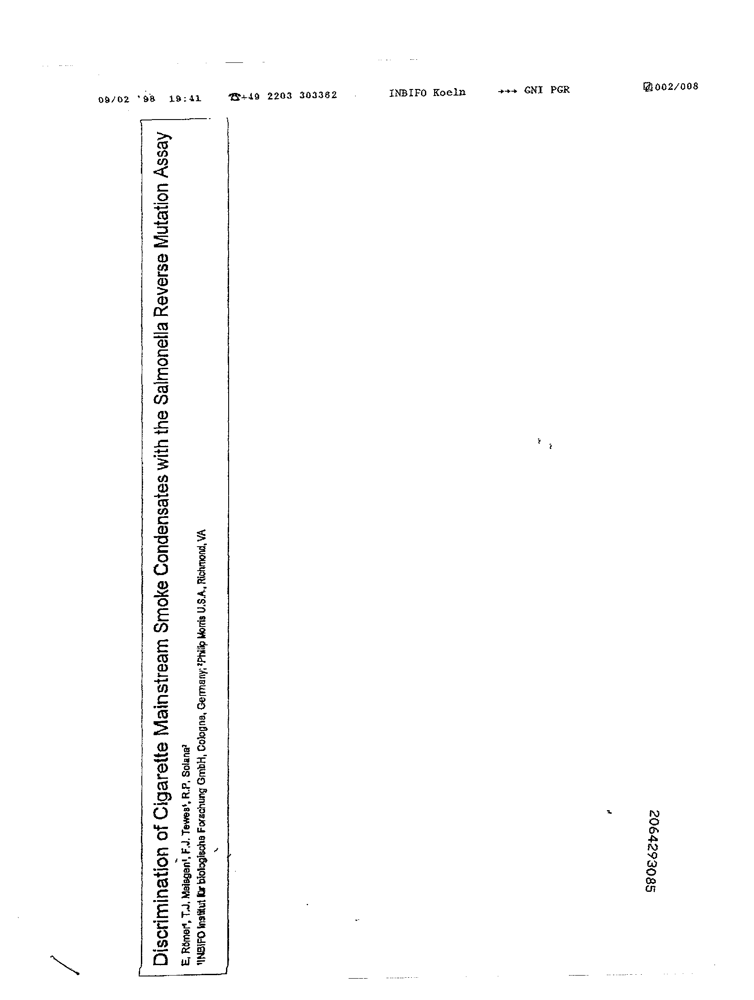 09/02 '98 19:41 ☎+49 2203 303362 INBIFO Koeln →→→ GNI PGR 002/008
Discrimination of Cigarette Mainstream Smoke Condensates with the Salmonella Reverse Mutation Assay
E. Römer¹, T.J. Meisgen¹, F.J. Tewes¹, R.P. Solana²
¹INBIFO Institut für biologische Forschung GmbH, Cologne, Germany; ²Philip Morris U.S.A., Richmond, VA
2064293085